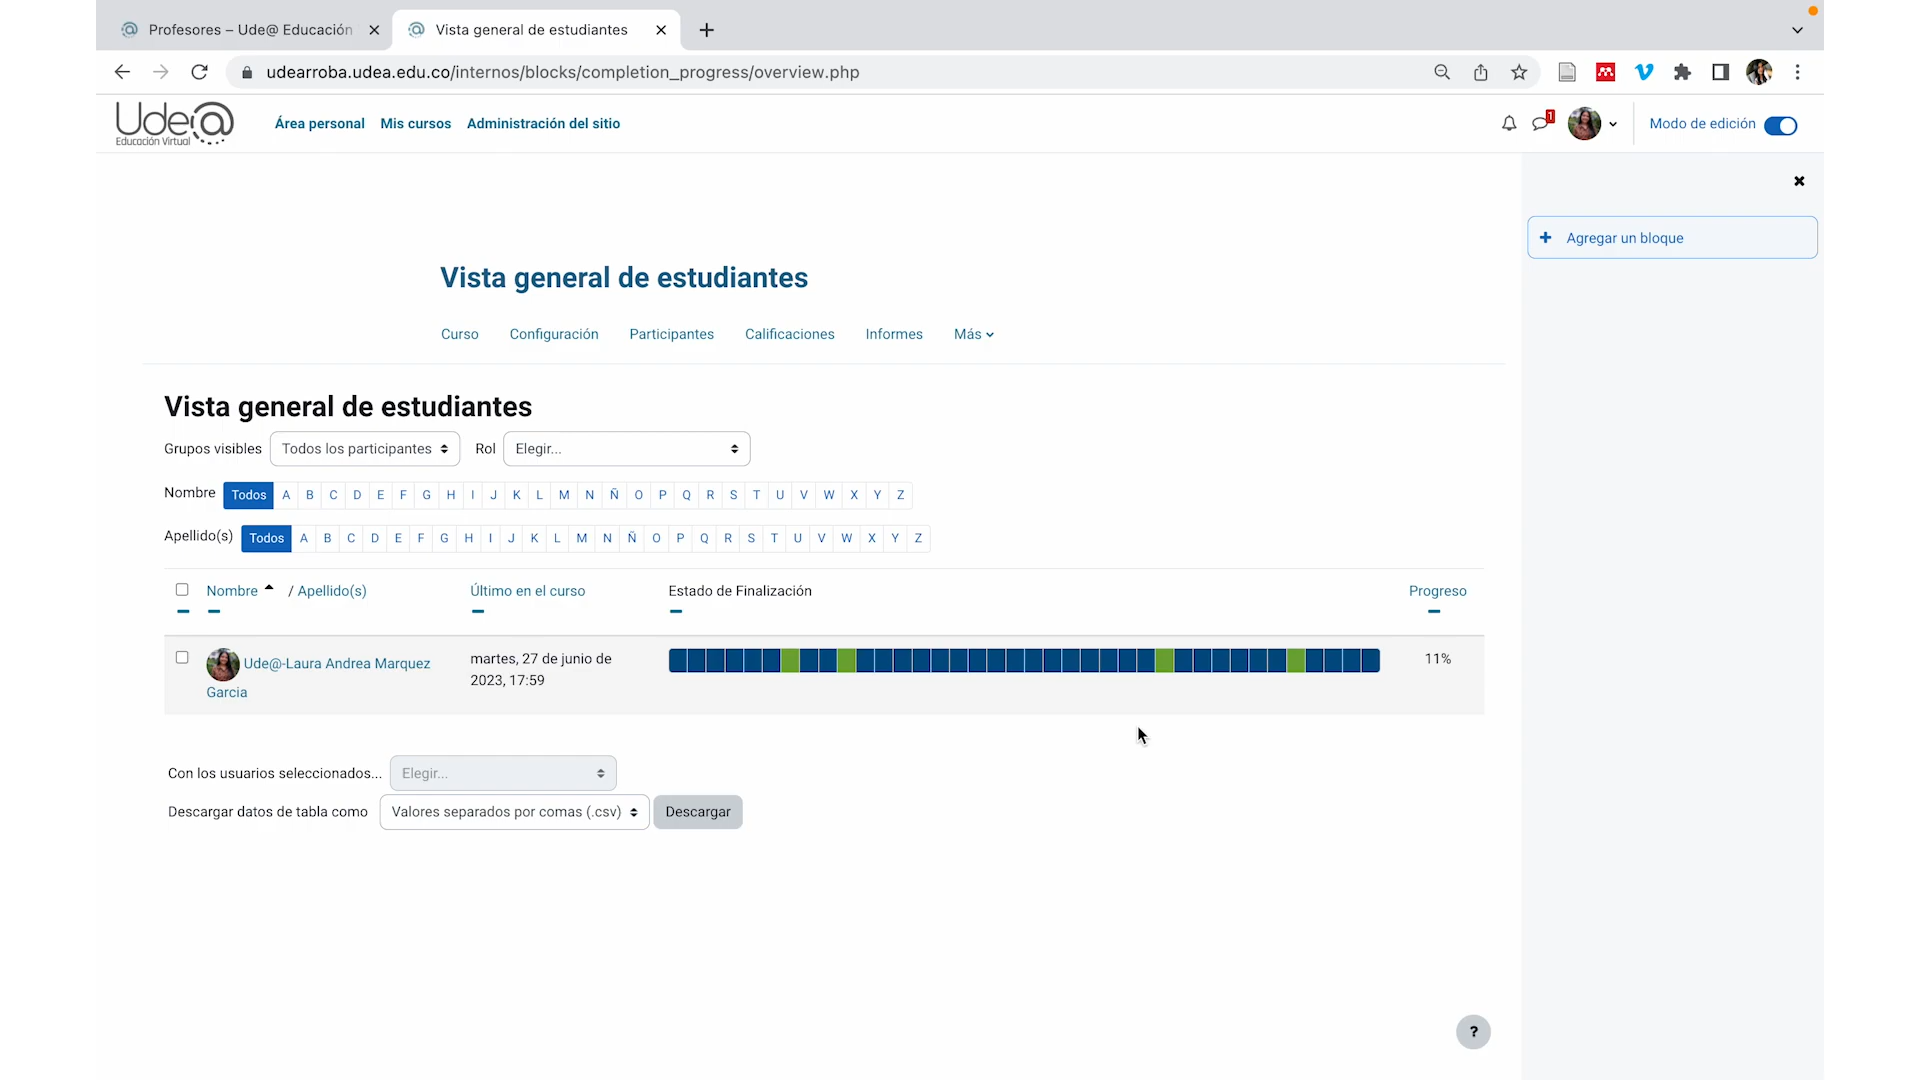 Profesores – Ude@ Educación
Vista general de estudiantes
udearroba.udea.edu.co/internos/blocks/completion_progress/overview.php
Ude@
Educación Virtual
Área personal
Mis cursos
Administración del sitio
1
Modo de edición
Agregar un bloque
Vista general de estudiantes
Curso
Configuración
Participantes
Calificaciones
Informes
Más
Vista general de estudiantes
Grupos visibles Todos los participantes Rol Elegir...
Nombre Todos A B C D E F G H I J K L M N Ñ O P Q R S T U V W X Y Z
Apellido(s) Todos A B C D E F G H I J K L M N Ñ O P Q R S T U V W X Y Z
Nombre / Apellido(s)
Último en el curso
Estado de Finalización
Progreso
Ude@-Laura Andrea Marquez
Garcia
martes, 27 de junio de
2023, 17:59
11%
Con los usuarios seleccionados... Elegir...
Descargar datos de tabla como Valores separados por comas (.csv) Descargar
?